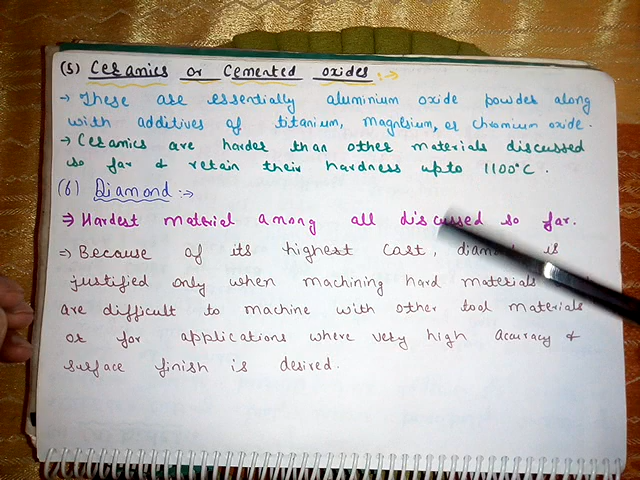 (5) Ceramics or Cemented oxides :→
→ These are essentially aluminium oxide powder along
with additives of titanium, magnesium, or chromium oxide.
→ Ceramics are harder than other materials discussed
so far & retain their hardness upto 1100°C.
(6) Diamond :→
⇒ Hardest material among all discussed so far.
→ Because of its highest cast, is
justified only when machining hard materials
are difficult to machine with other tool materials
or for applications where very high accuracy &
surface finish is desired.